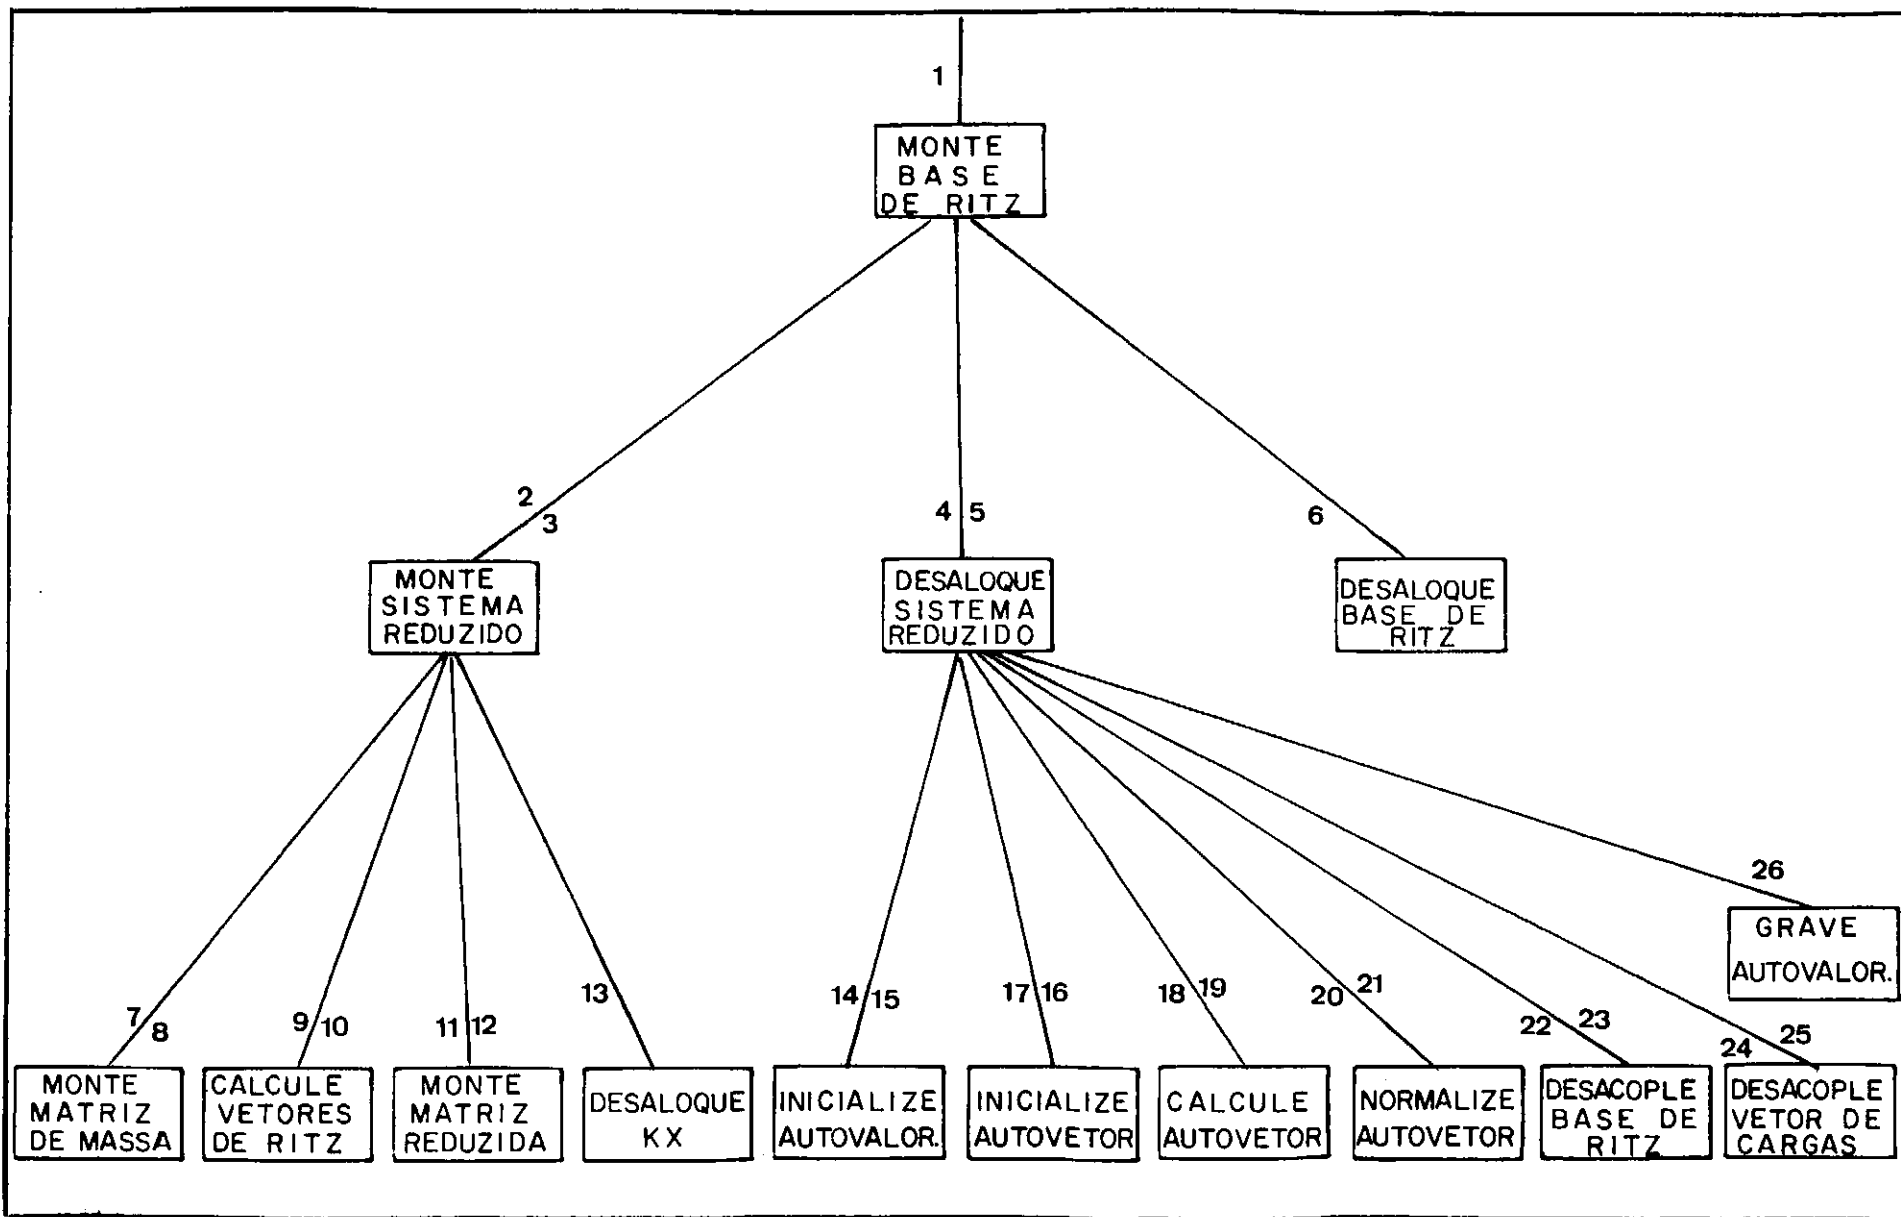 1
MONTE
BASE
DE RITZ
2
3
4 5
6
MONTE
SISTEMA
REDUZIDO
DESALOQUE
SISTEMA
REDUZIDO
DESALOQUE
BASE DE
RITZ
26
GRAVE
AUTOVALOR.
7
8
9 10
11 12
13
14 15
17 16
18 19
20 21
22 23
24 25
MONTE
MATRIZ
DE MASSA
CALCULE
VETORES
DE RITZ
MONTE
MATRIZ
REDUZIDA
DESALOQUE
KX
INICIALIZE
AUTOVALOR.
INICIALIZE
AUTOVETOR
CALCULE
AUTOVETOR
NORMALIZE
AUTOVETOR
DESACOPLE
BASE DE
RITZ
DESACOPLE
VETOR DE
CARGAS